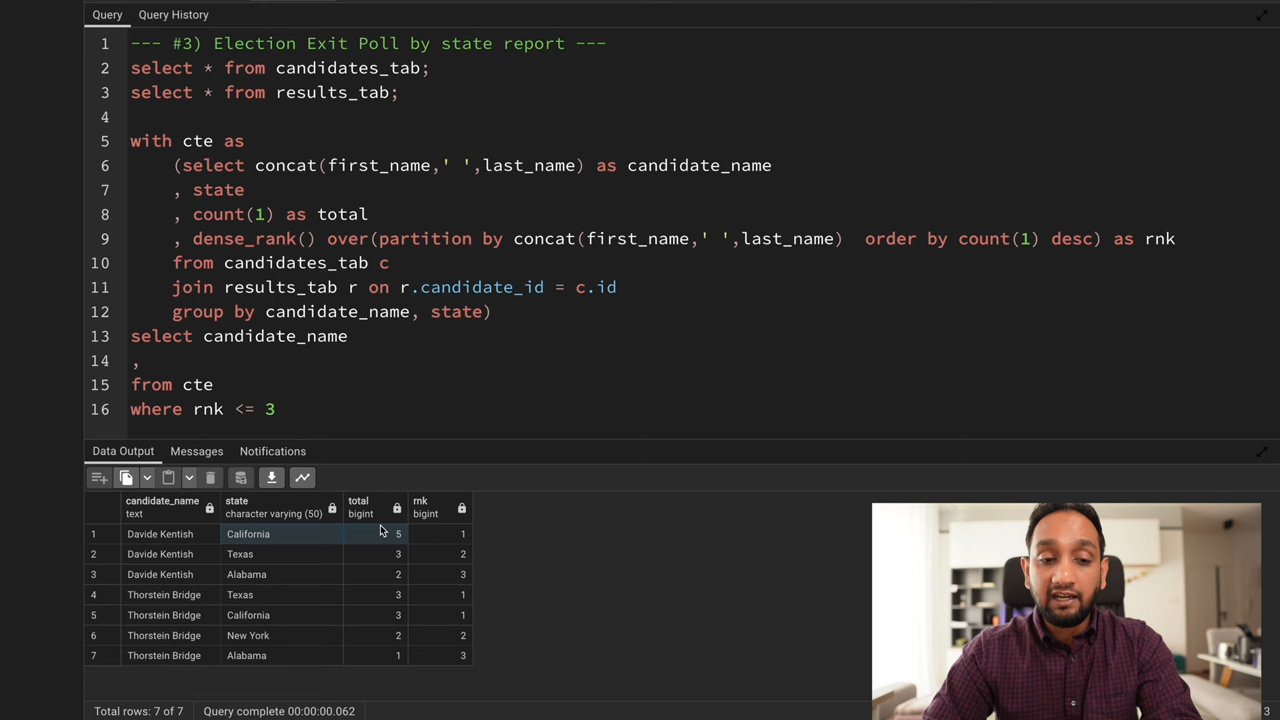 Query Query History
1 --- #3) Election Exit Poll by state report ---
2 select * from candidates_tab;
3 select * from results_tab;
4
5 with cte as
6 (select concat(first_name,' ',last_name) as candidate_name
7 , state
8 , count(1) as total
9 , dense_rank() over(partition by concat(first_name,' ',last_name)  order by count(1) desc) as rnk
10 from candidates_tab c
11 join results_tab r on r.candidate_id = c.id
12 group by candidate_name, state)
13 select candidate_name
14 ,
15 from cte
16 where rnk <= 3
Data Output Messages Notifications
candidate_name state total rnk
text character varying (50) bigint bigint
1 Davide Kentish California 5 1
2 Davide Kentish Texas 3 2
3 Davide Kentish Alabama 2 3
4 Thorstein Bridge Texas 3 1
5 Thorstein Bridge California 3 1
6 Thorstein Bridge New York 2 2
7 Thorstein Bridge Alabama 1 3
Total rows: 7 of 7 Query complete 00:00:00.062 3